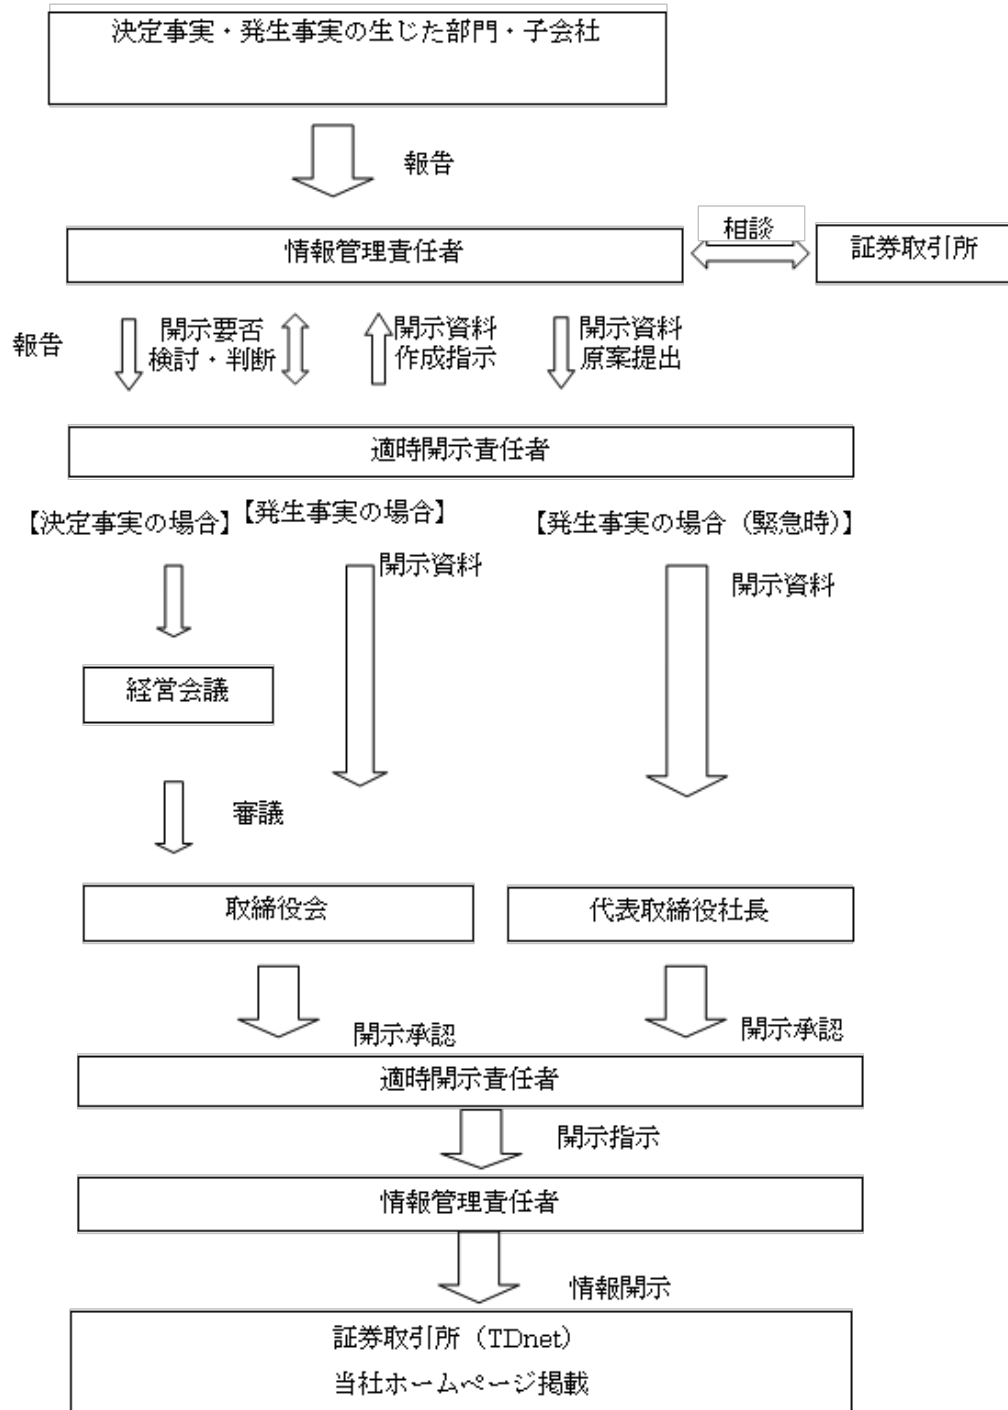 決定事実・発生事実の生じた部門・子会社
報告
情報管理責任者
相談
証券取引所
報告
開示要否
検討・判断
開示資料
作成指示
開示資料
原案提出
適時開示責任者
【決定事実の場合】
【発生事実の場合】
【発生事実の場合（緊急時）】
開示資料
開示資料
経営会議
審議
取締役会
代表取締役社長
開示承認
開示承認
適時開示責任者
開示指示
情報管理責任者
情報開示
証券取引所（TDnet）
当社ホームページ掲載